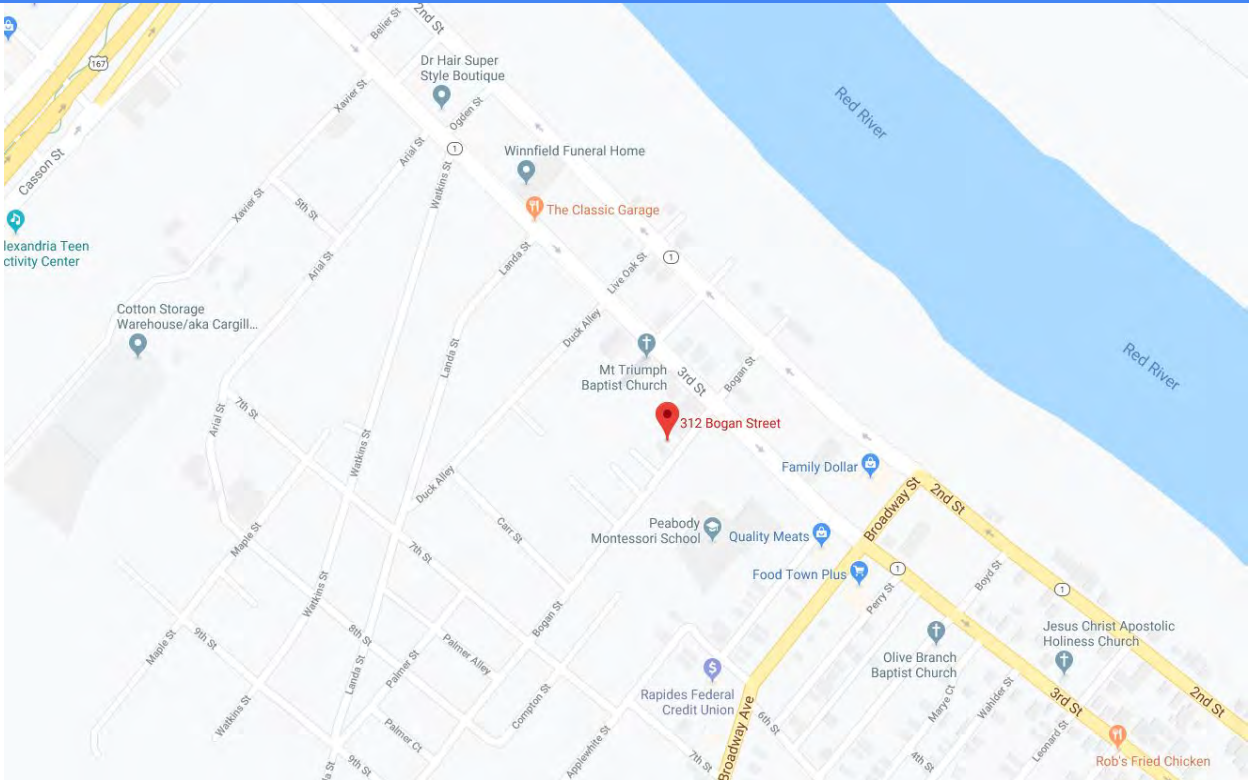 Belier St
2nd St
167
Dr Hair Super
Style Boutique
Xavier St
Ogden St
Red River
Casson St
Arial St
1
Winnfield Funeral Home
Watkins St
Xavier St
5th St
The Classic Garage
lexandria Teen
ctivity Center
Arial St
Landa St
Live Oak St
1
Cotton Storage
Warehouse/aka Cargill...
Duck Alley
Landa St
Mt Triumph
Baptist Church
3rd St
Bogan St
Red River
7th St
Arial St
312 Bogan Street
Watkins St
Family Dollar
Duck Alley
Broadway St
2nd St
Carr St
Peabody
Montessori School
Quality Meats
Maple St
7th St
Food Town Plus
1
Boyd St
1
Watkins St
Perry St
Bogan St
8th St
Maple St
9th St
Palmer Alley
Palmer St
Jesus Christ Apostolic
Holiness Church
Olive Branch
Baptist Church
Landa St
Rapides Federal
Credit Union
Compton St
Marye Ct
Wahlder St
3rd St
2nd St
Watkins St
Palmer Ct
Broadway Ave
6th St
Leonard St
Rob's Fried Chicken
Applewhite St
7th St
4th St
9th St
a St